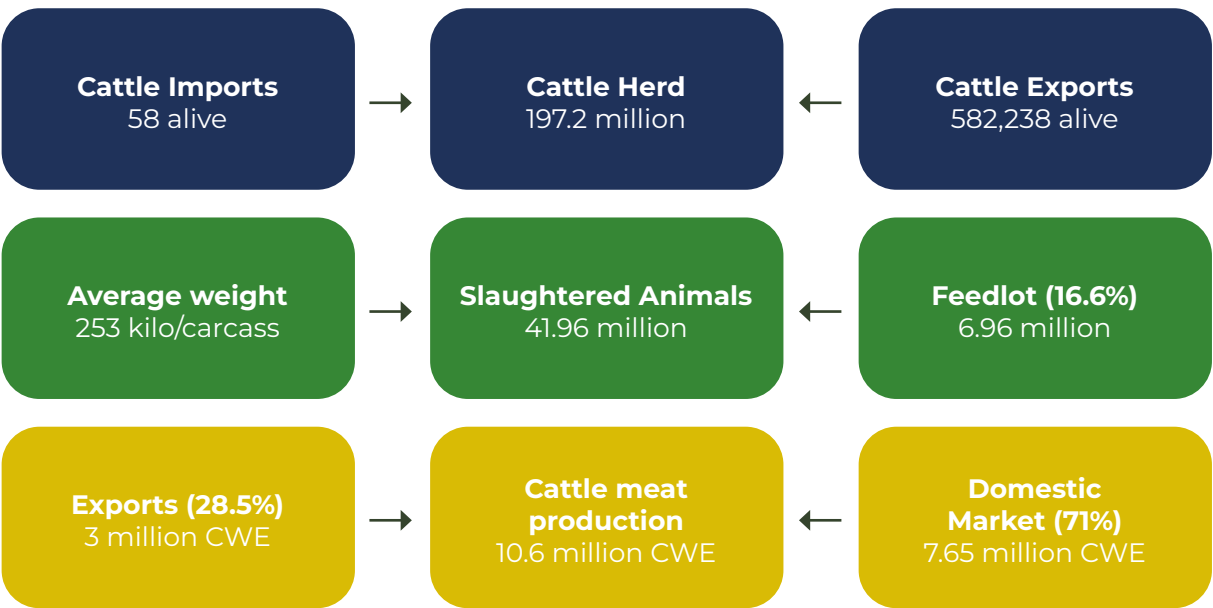 Cattle Imports
58 alive
Cattle Herd
197.2 million
Cattle Exports
582,238 alive
Average weight
253 kilo/carcass
Slaughtered Animals
41.96 million
Feedlot (16.6%)
6.96 million
Exports (28.5%)
3 million CWE
Cattle meat
production
10.6 million CWE
Domestic
Market (71%)
7.65 million CWE